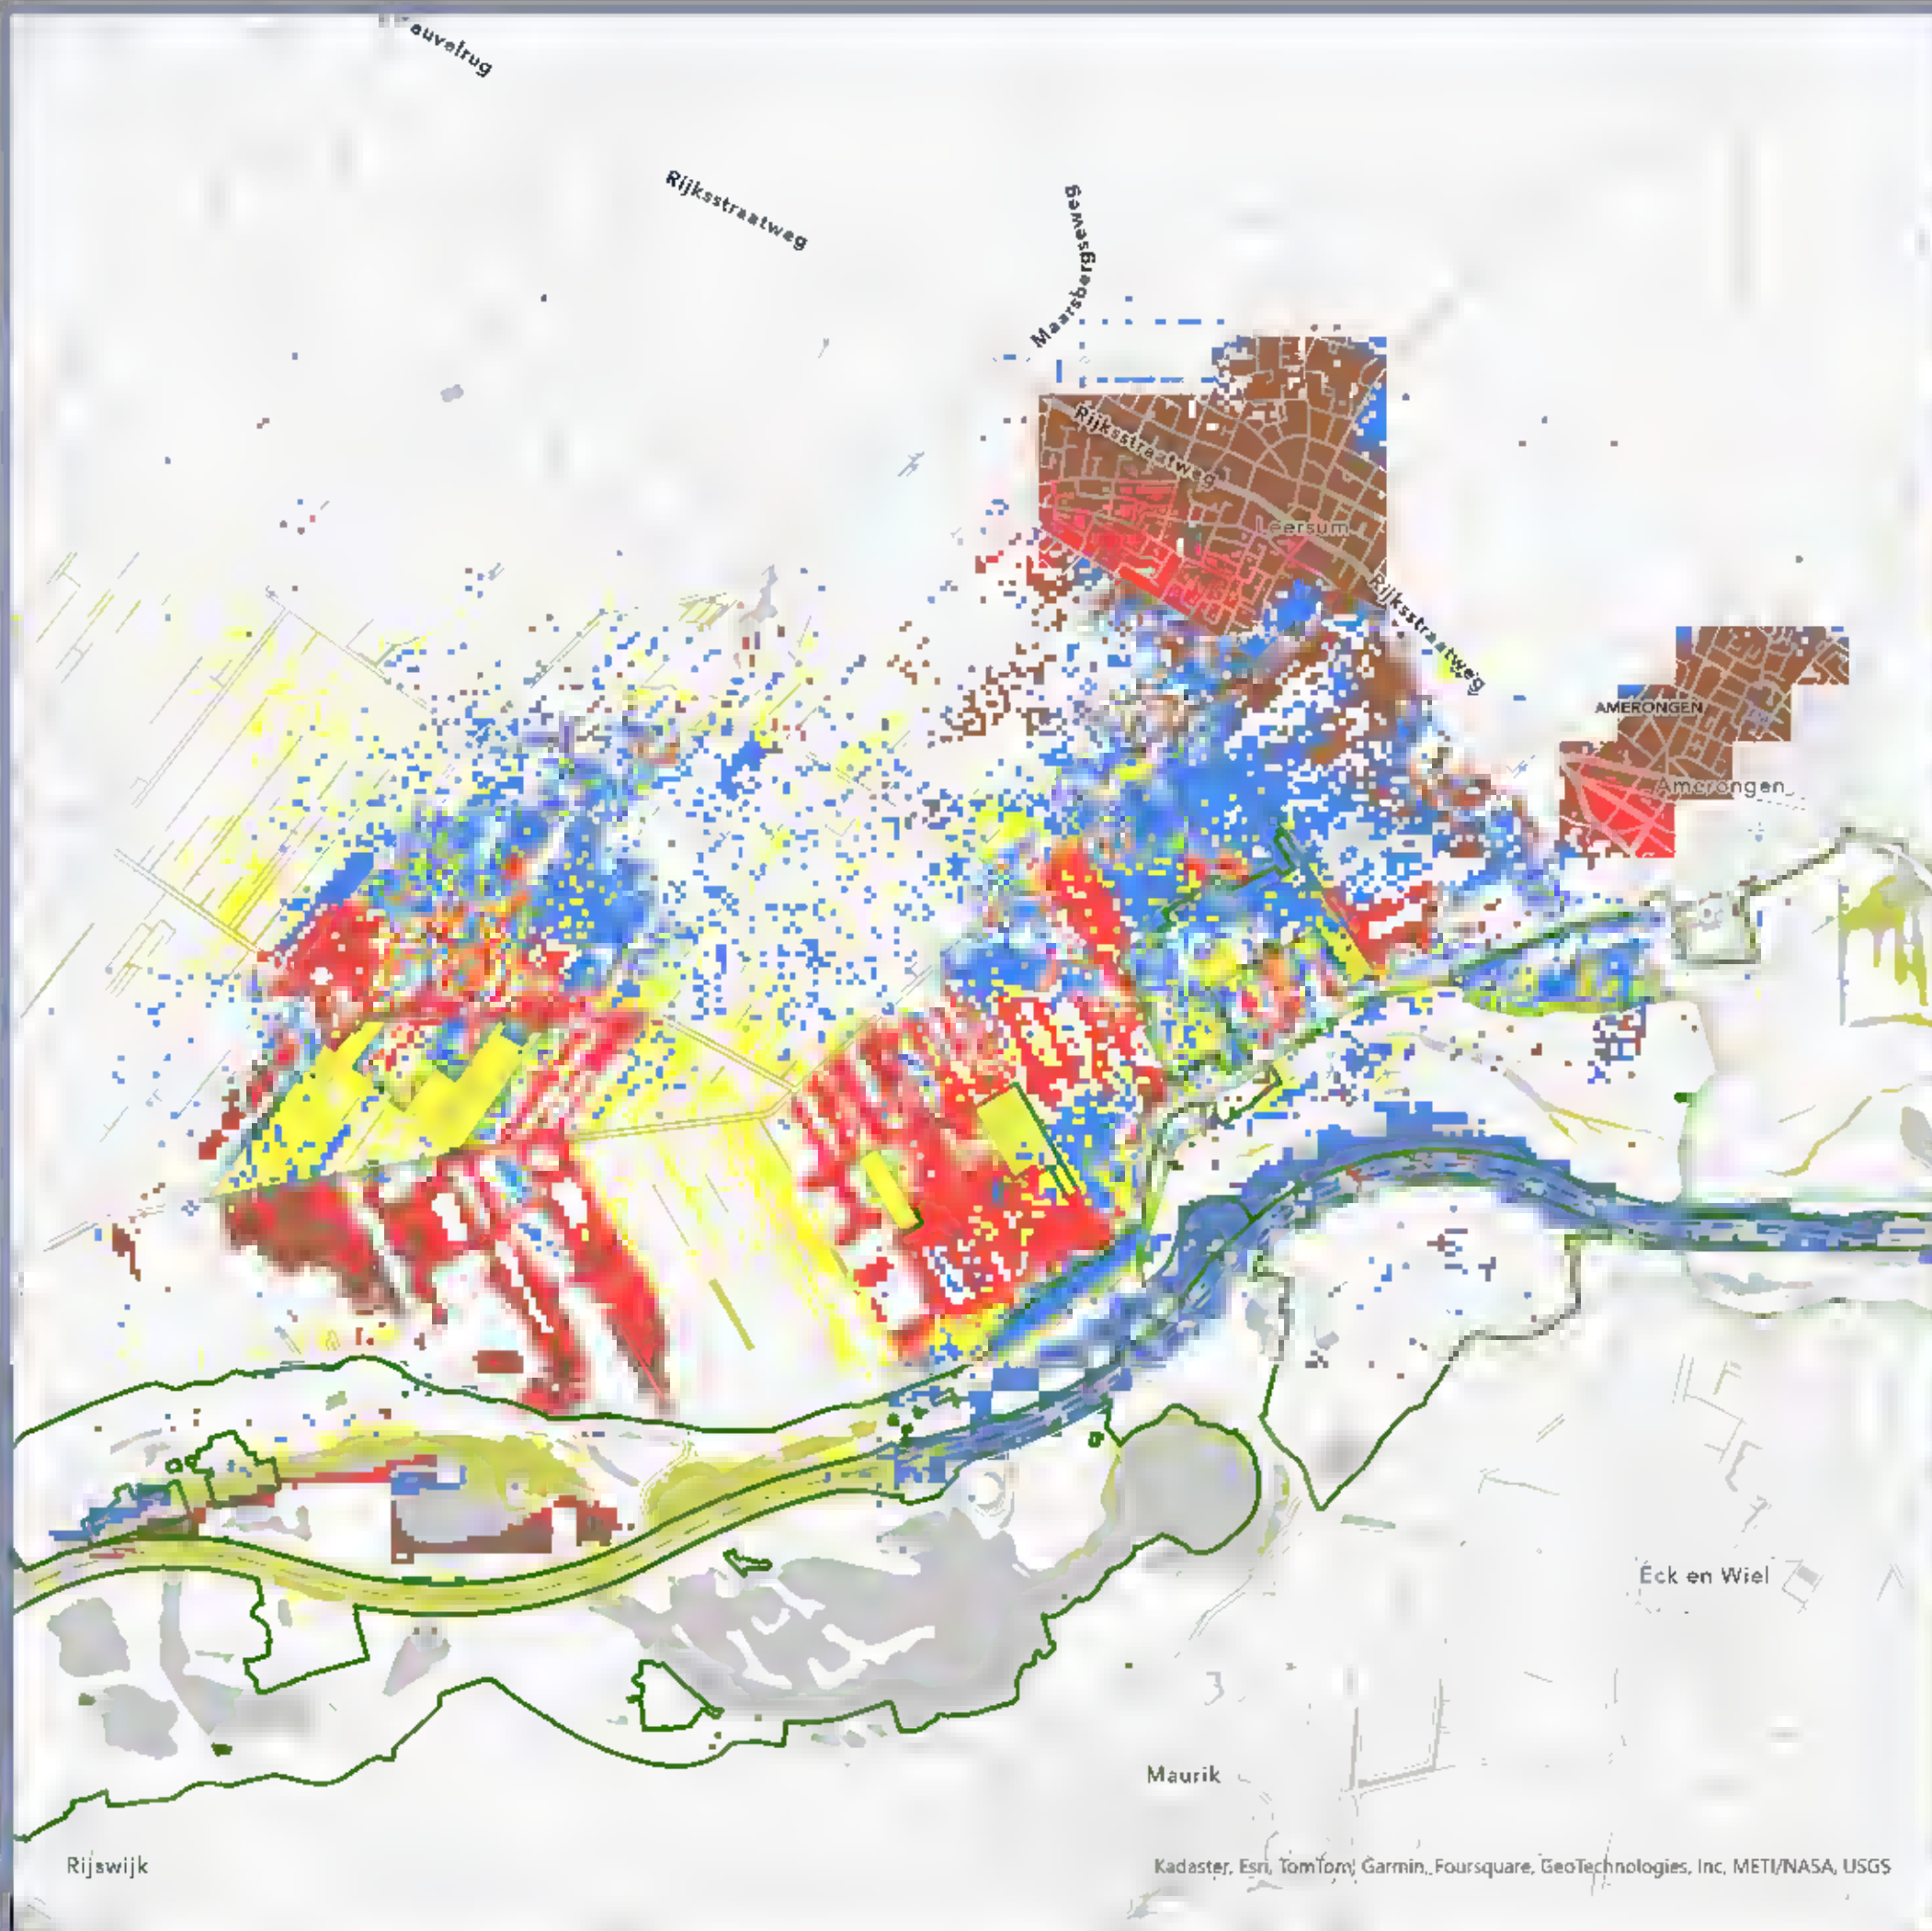 Rijksstraatweg
Maarsbergseweg
Rijksstraatweg
Leersum
Rijksstraatweg
AMERONGEN
Amerongen
Eck en Wiel
Maurik
Rijswijk
Kadaster, Esri, TomTom, Garmin, Foursquare, GeoTechnologies, Inc, METI/NASA, USGS